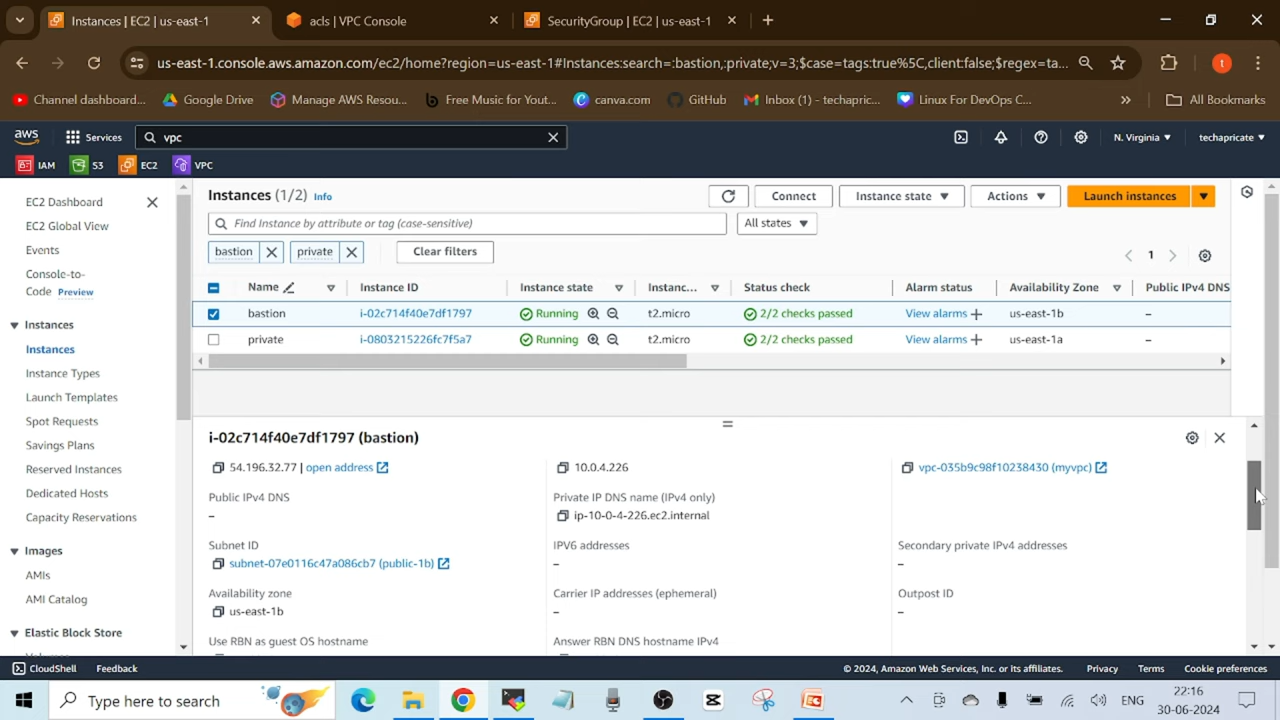 Instances | EC2 | us-east-1
acls | VPC Console
SecurityGroup | EC2 | us-east-1
us-east-1.console.aws.amazon.com/ec2/home?region=us-east-1#Instances:search=:bastion,:private;v=3;$case=tags:true%5C,client:false;$regex=ta...
t
Channel dashboard...
Google Drive
Manage AWS Resou...
Free Music for Yout...
canva.com
GitHub
Inbox (1) - techapric...
Linux For DevOps C...
All Bookmarks
aws
Services
vpc
N. Virginia
techapricate
IAM
S3
EC2
VPC
EC2 Dashboard
EC2 Global View
Events
Console-to-
Code Preview
Instances
Instances
Instance Types
Launch Templates
Spot Requests
Savings Plans
Reserved Instances
Dedicated Hosts
Capacity Reservations
Images
AMIs
AMI Catalog
Elastic Block Store
Instances (1/2) Info
Connect
Instance state
Actions
Launch instances
Find Instance by attribute or tag (case-sensitive)
All states
bastion
private
Clear filters
1
Name Instance ID Instance state Instanc... Status check Alarm status Availability Zone Public IPv4 DNS
bastion i-02c714f40e7df1797 Running t2.micro 2/2 checks passed View alarms + us-east-1b –
private i-0803215226fc7f5a7 Running t2.micro 2/2 checks passed View alarms + us-east-1a –
i-02c714f40e7df1797 (bastion)
54.196.32.77 | open address 10.0.4.226 vpc-035b9c98f10238430 (myvpc)
Public IPv4 DNS Private IP DNS name (IPv4 only)
– ip-10-0-4-226.ec2.internal
Subnet ID IPV6 addresses Secondary private IPv4 addresses
subnet-07e0116c47a086cb7 (public-1b) – –
Availability zone Carrier IP addresses (ephemeral) Outpost ID
us-east-1b – –
Use RBN as guest OS hostname Answer RBN DNS hostname IPv4
CloudShell
Feedback
© 2024, Amazon Web Services, Inc. or its affiliates.
Privacy
Terms
Cookie preferences
Type here to search
ENG
22:16
30-06-2024